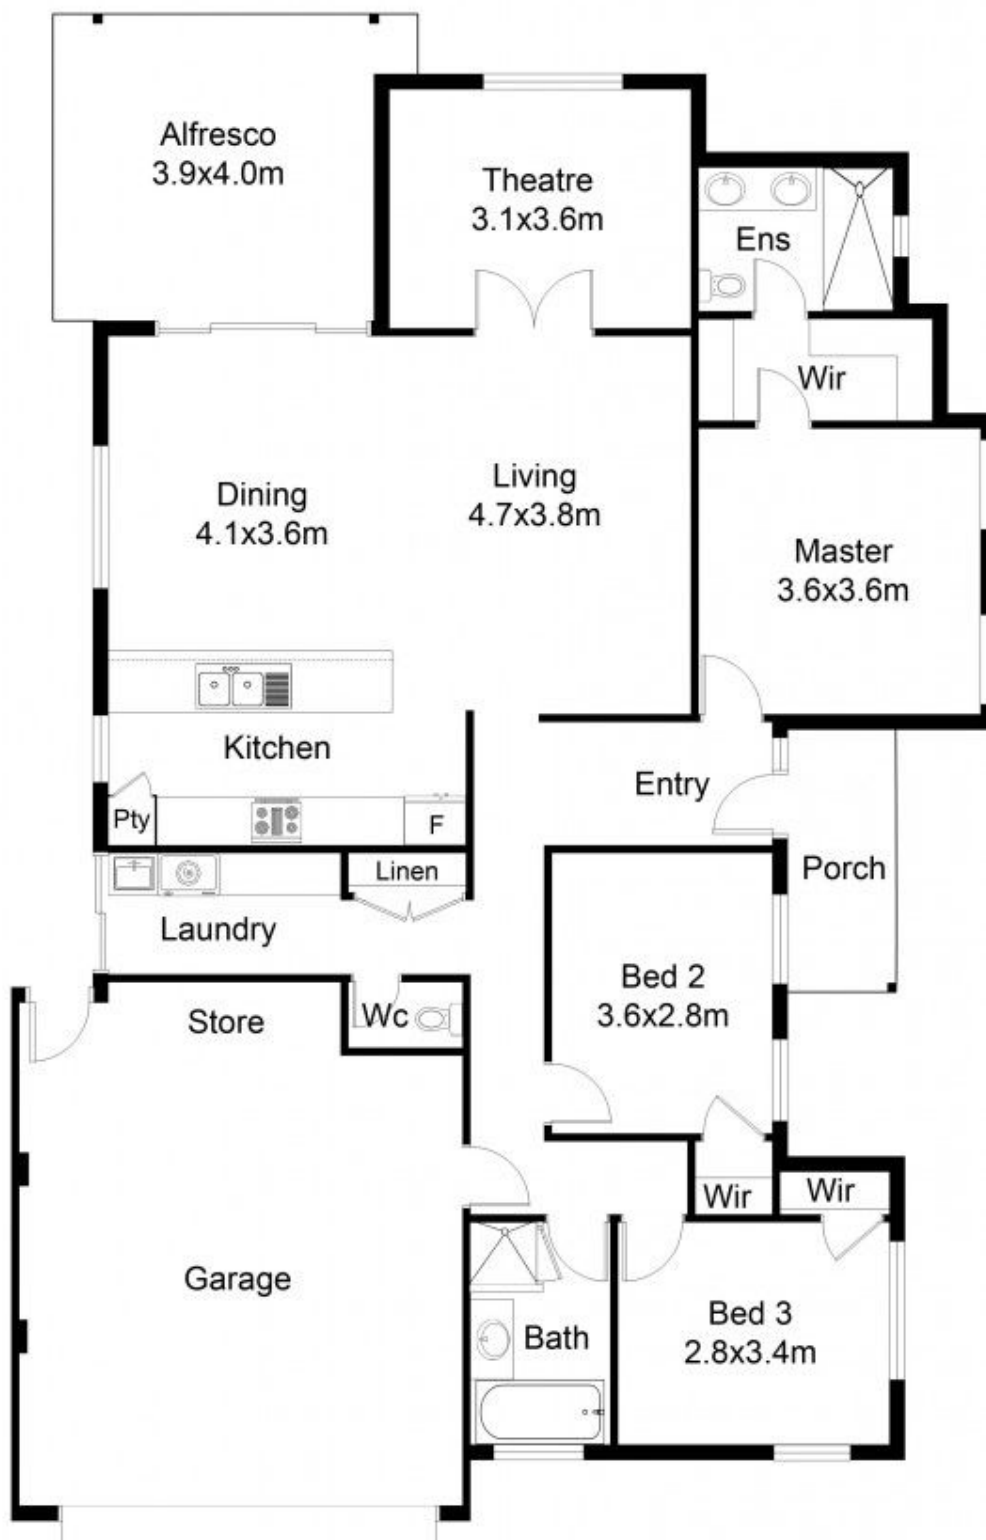 Alfresco
3.9x4.0m
Theatre
3.1x3.6m
Ens
Wir
Dining
4.1x3.6m
Living
4.7x3.8m
Master
3.6x3.6m
Kitchen
Entry
Pty
F
Linen
Porch
Laundry
Bed 2
3.6x2.8m
Store
Wc
Wir
Wir
Garage
Bath
Bed 3
2.8x3.4m